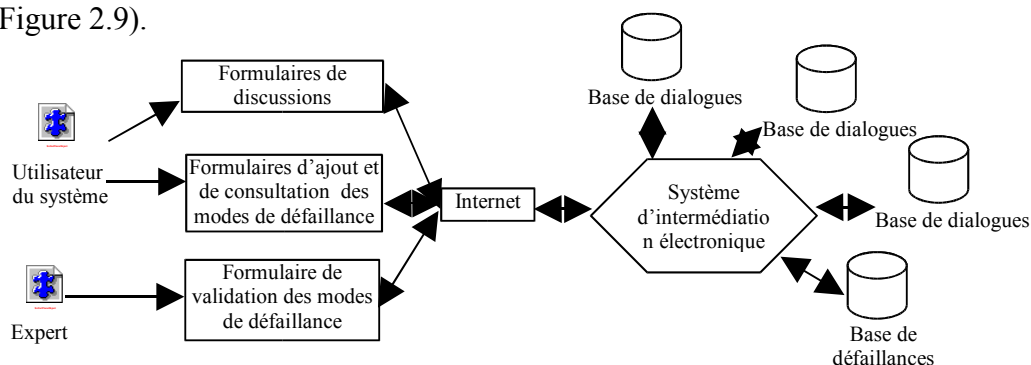 Figure 2.9).
Formulaires de
discussions
Utilisateur
du système
Formulaires d'ajout et
de consultation des
modes de défaillance
Expert
Formulaire de
validation des modes
de défaillance
Internet
Système
d'intermédiatio
n électronique
Base de dialogues
Base de dialogues
Base de dialogues
Base de
défaillances